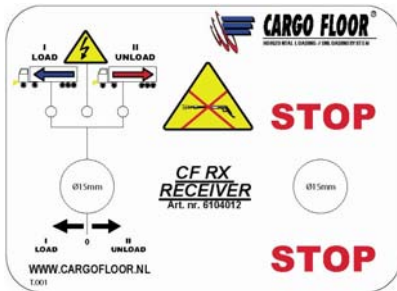 I
LOAD
II
UNLOAD
CARGO FLOOR®
HORIZONTAL LOADING-/UNLOADING SYSTEM
STOP
CF RX
RECEIVER
Art. nr. 6104012
Ø15mm
Ø15mm
I
LOAD
0
II
UNLOAD
STOP
WWW.CARGOFLOOR.NL
T.001